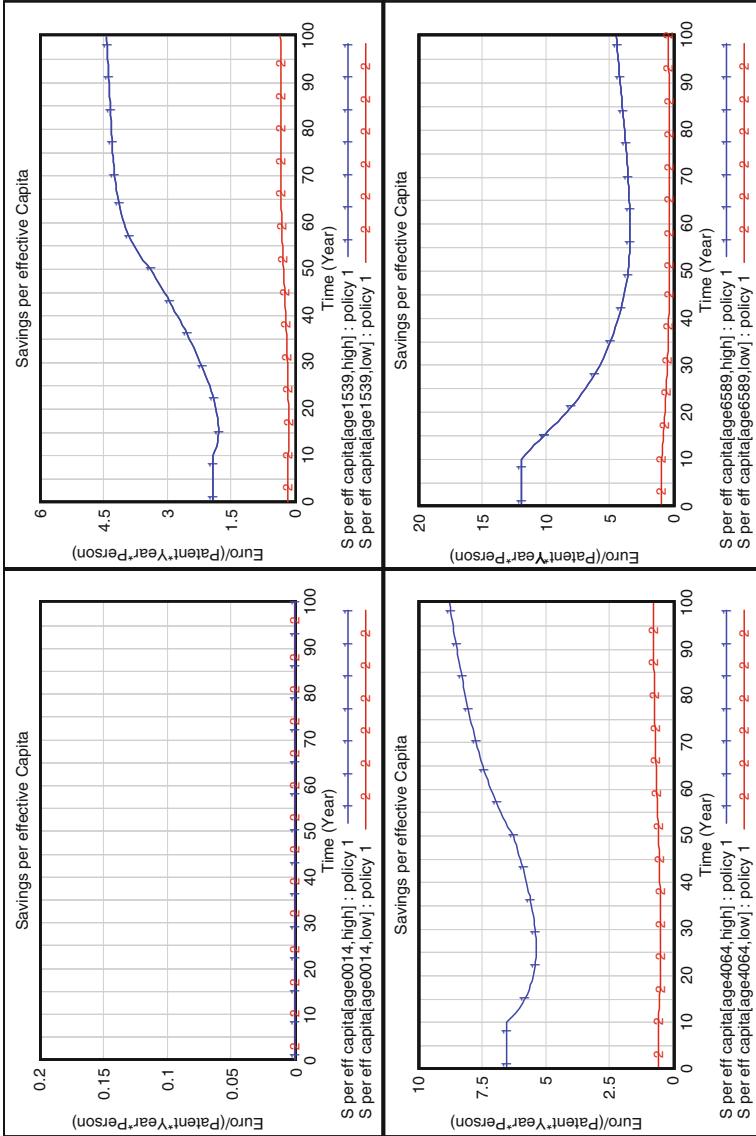 Savings per effective Capita
Euro/(Patent*Year*Person)
0.2
0.15
0.1
0.05
0
0 10 20 30 40 50 60 70 80 90 100
Time (Year)
S per eff capita[age0014,high] : policy 1
S per eff capita[age0014,low] : policy 1
Savings per effective Capita
Euro/(Patent*Year*Person)
6
4.5
3
1.5
0
0 10 20 30 40 50 60 70 80 90 100
Time (Year)
S per eff capita[age1539,high] : policy 1
S per eff capita[age1539,low] : policy 1
Savings per effective Capita
Euro/(Patent*Year*Person)
10
7.5
5
2.5
0
0 10 20 30 40 50 60 70 80 90 100
Time (Year)
S per eff capita[age4064,high] : policy 1
S per eff capita[age4064,low] : policy 1
Savings per effective Capita
Euro/(Patent*Year*Person)
20
15
10
5
0
0 10 20 30 40 50 60 70 80 90 100
Time (Year)
S per eff capita[age6589,high] : policy 1
S per eff capita[age6589,low] : policy 1